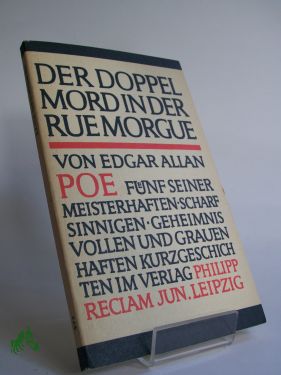 DER DOPPEL
MORD IN DER
RUE MORGUE
VON EDGAR ALLAN
POE FÜNF SEINER
MEISTERHAFTEN·SCHARF
SINNIGEN·GEHEIMNIS
VOLLEN UND GRAUEN
HAFTEN KURZGESCHICH
TEN IM VERLAG PHILIPP
RECLAM JUN. LEIPZIG